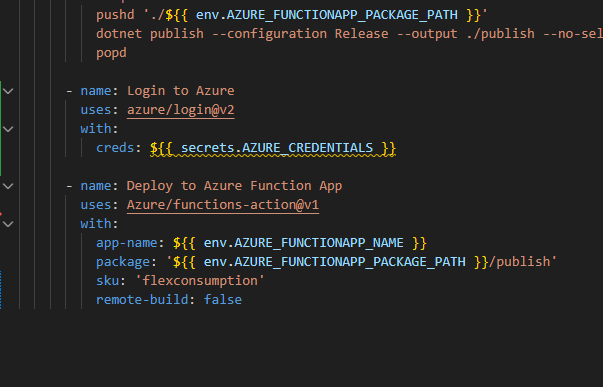 pushd './${{ env.AZURE_FUNCTIONAPP_PACKAGE_PATH }}'
dotnet publish --configuration Release --output ./publish --no-sel
popd
- name: Login to Azure
uses: azure/login@v2
with:
creds: ${{ secrets.AZURE_CREDENTIALS }}
- name: Deploy to Azure Function App
uses: Azure/functions-action@v1
with:
app-name: ${{ env.AZURE_FUNCTIONAPP_NAME }}
package: '${{ env.AZURE_FUNCTIONAPP_PACKAGE_PATH }}/publish'
sku: 'flexconsumption'
remote-build: false